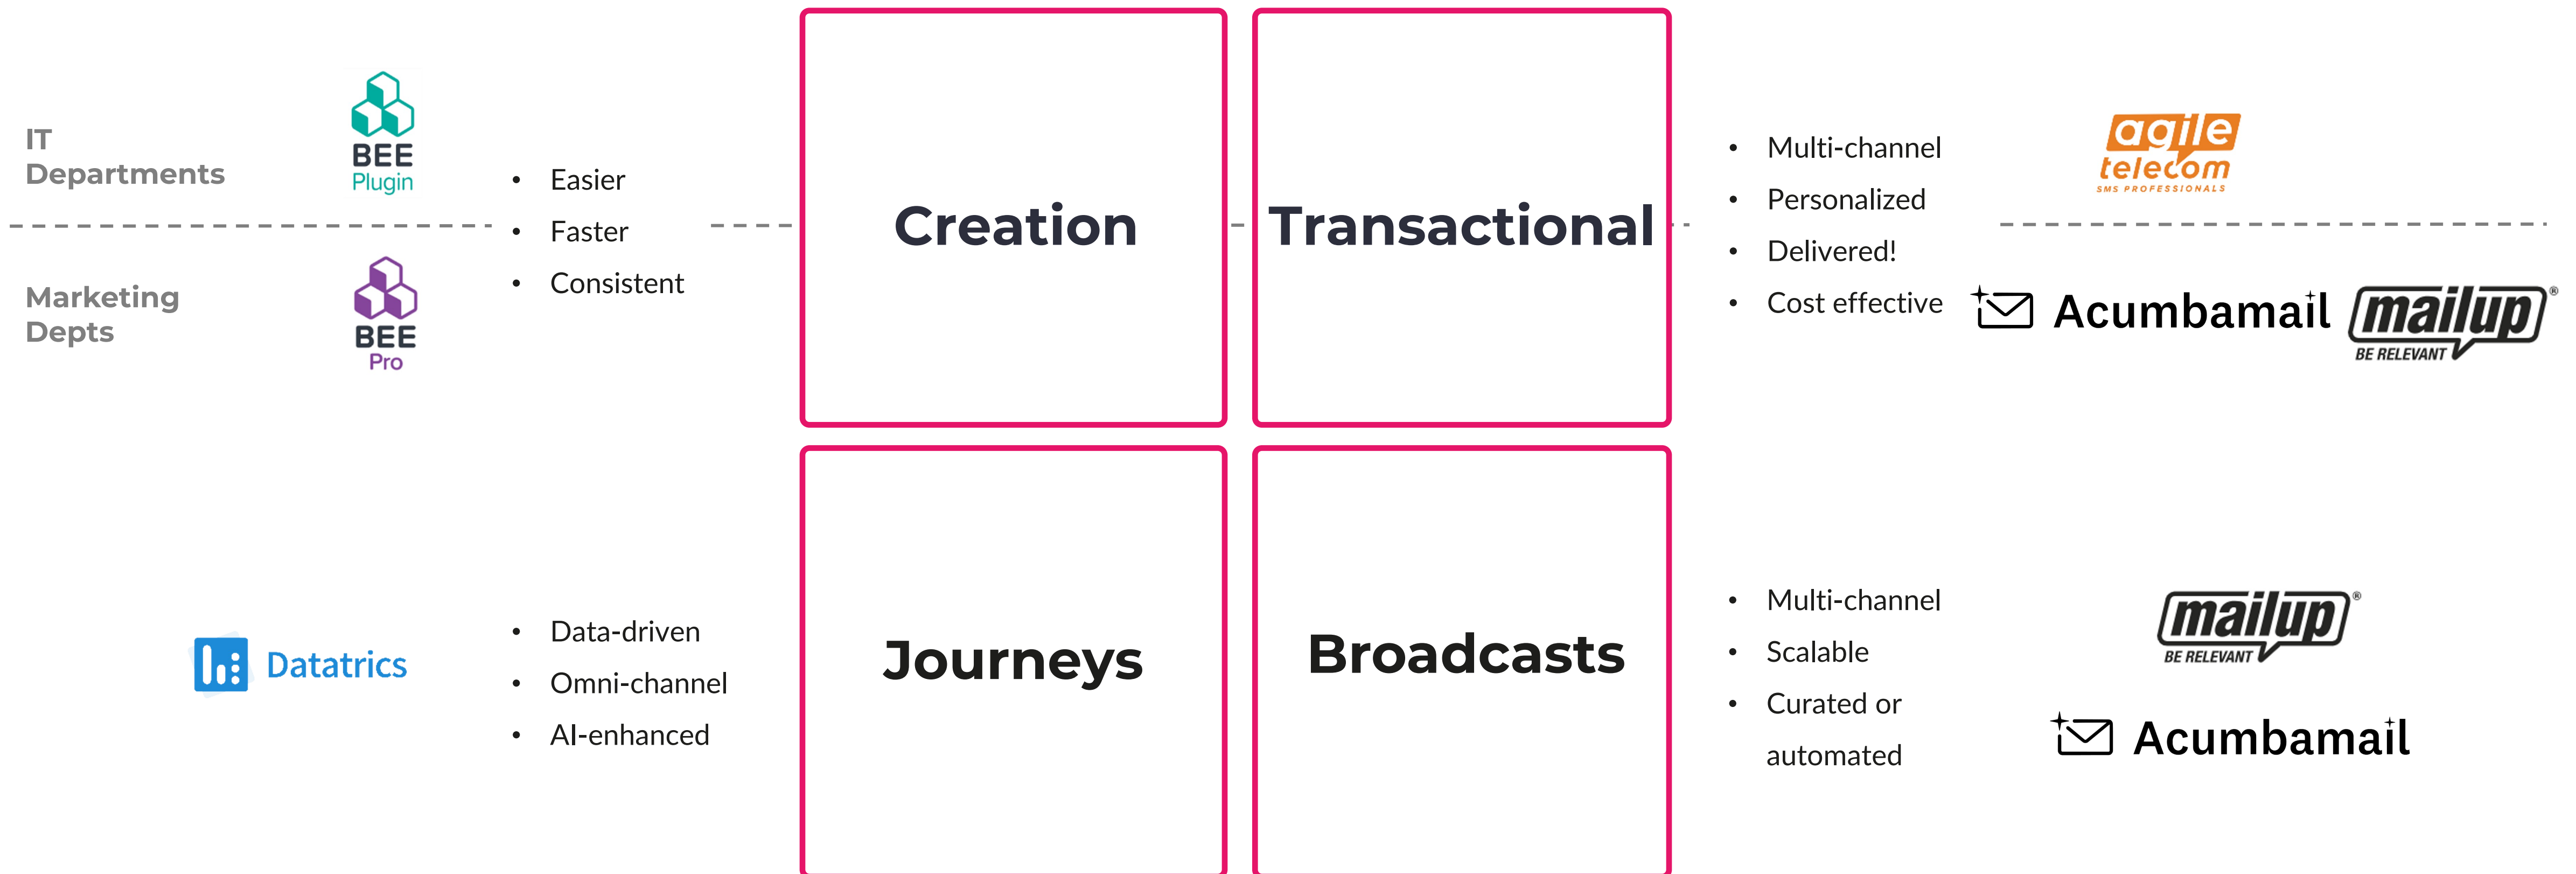 IT
Departments
BEE
Plugin
Marketing
Depts
BEE
Pro
• Easier
• Faster
• Consistent
Creation
Transactional
• Multi-channel
• Personalized
• Delivered!
• Cost effective
agile
telecom
SMS PROFESSIONALS
Acumbamail
mailup®
BE RELEVANT
Datatrics
• Data-driven
• Omni-channel
• AI-enhanced
Journeys
Broadcasts
• Multi-channel
• Scalable
• Curated or
automated
mailup®
BE RELEVANT
Acumbamail